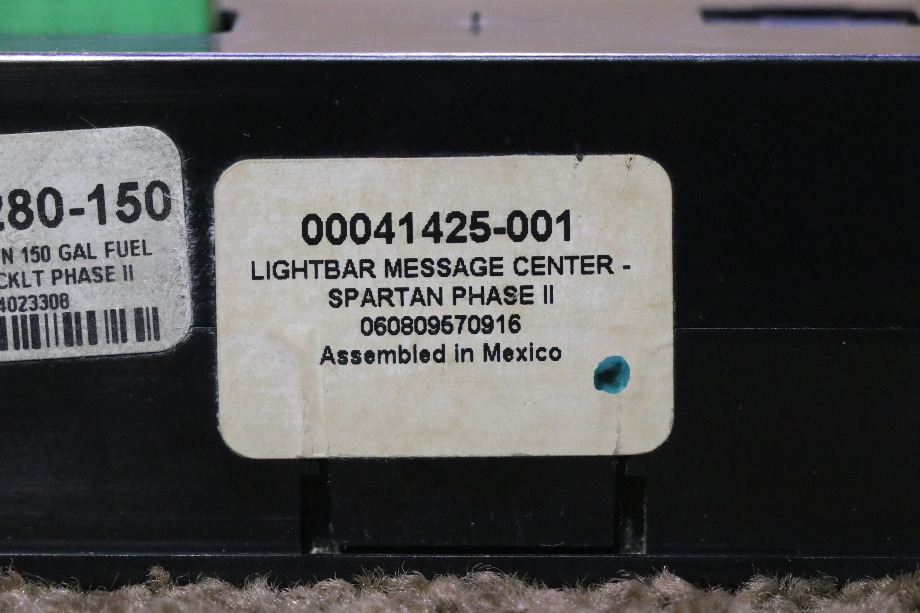 280-150
N 150 GAL FUEL
CKLT PHASE II
4023308
00041425-001
LIGHTBAR MESSAGE CENTER -
SPARTAN PHASE II
060809570916
Assembled in Mexico